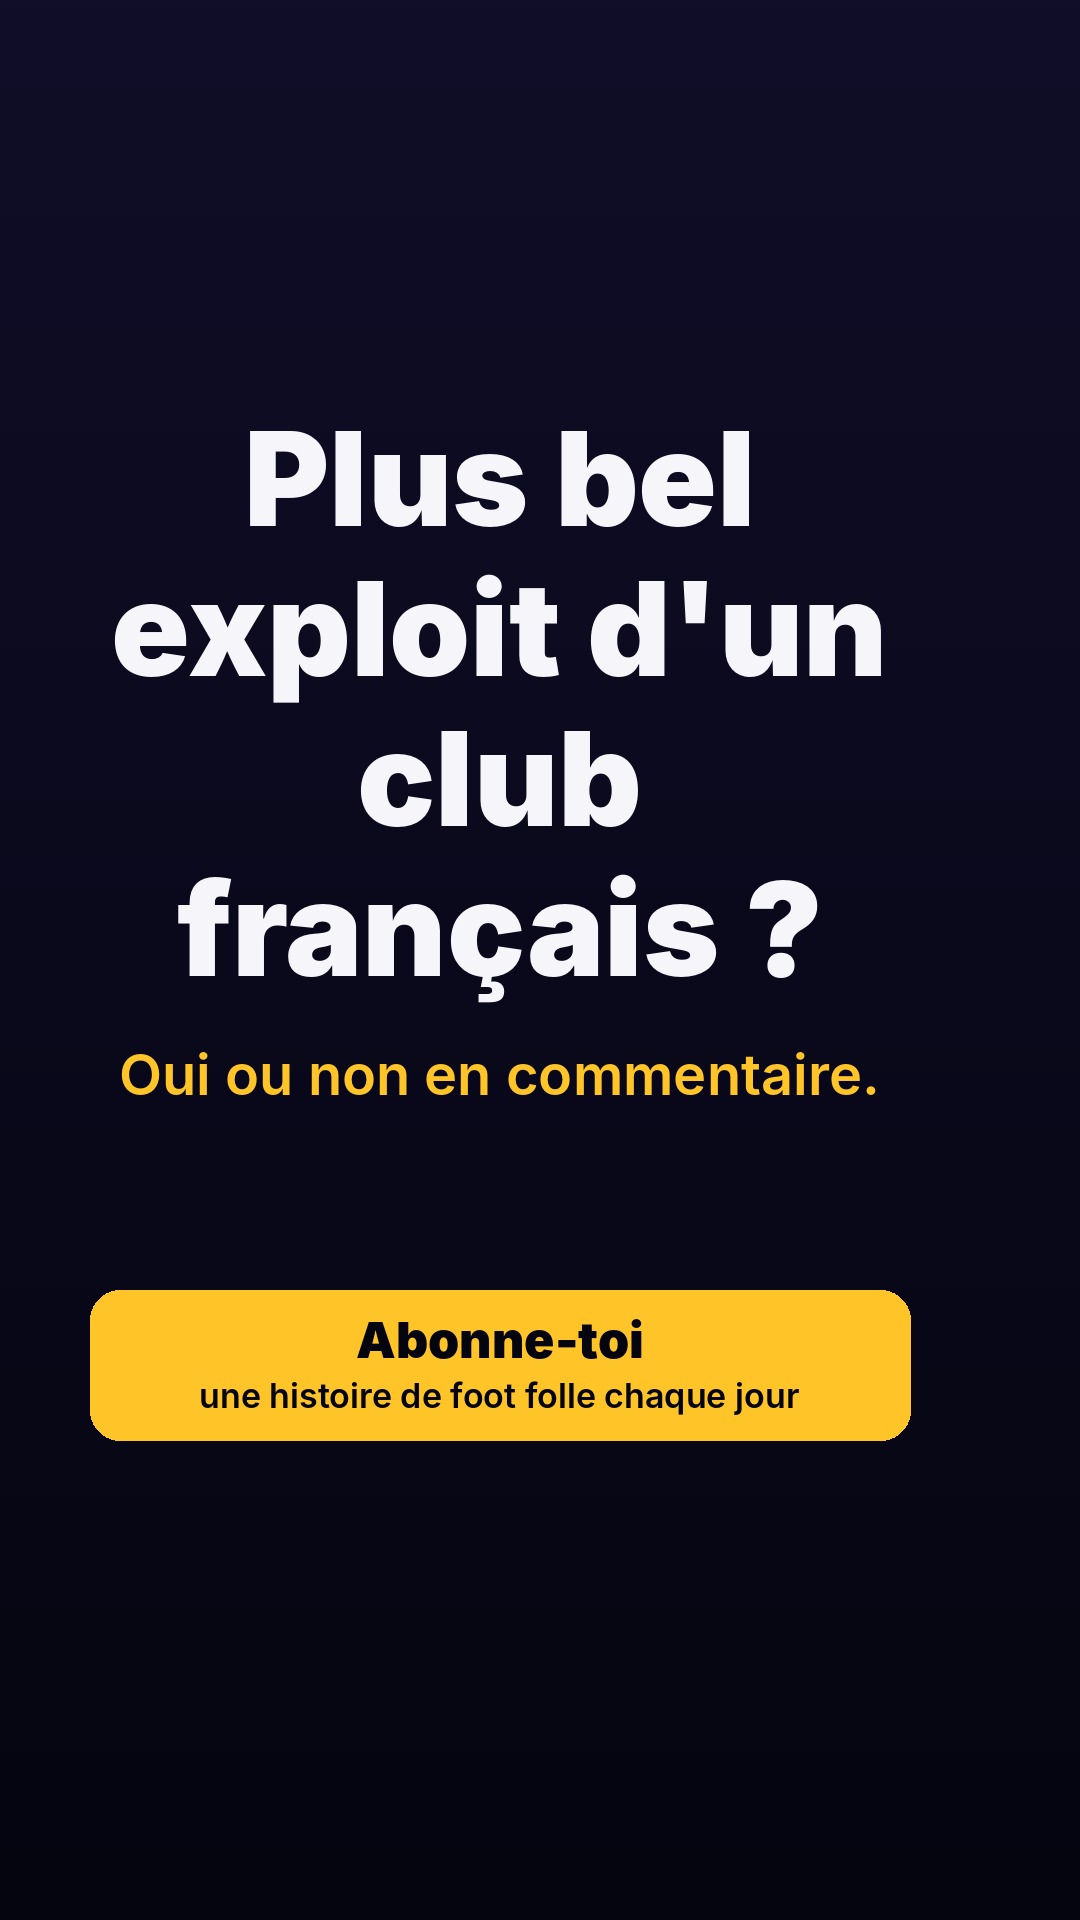 Plus bel
exploit d'un
club
français ?
Oui ou non en commentaire.
Abonne-toi
une histoire de foot folle chaque jour